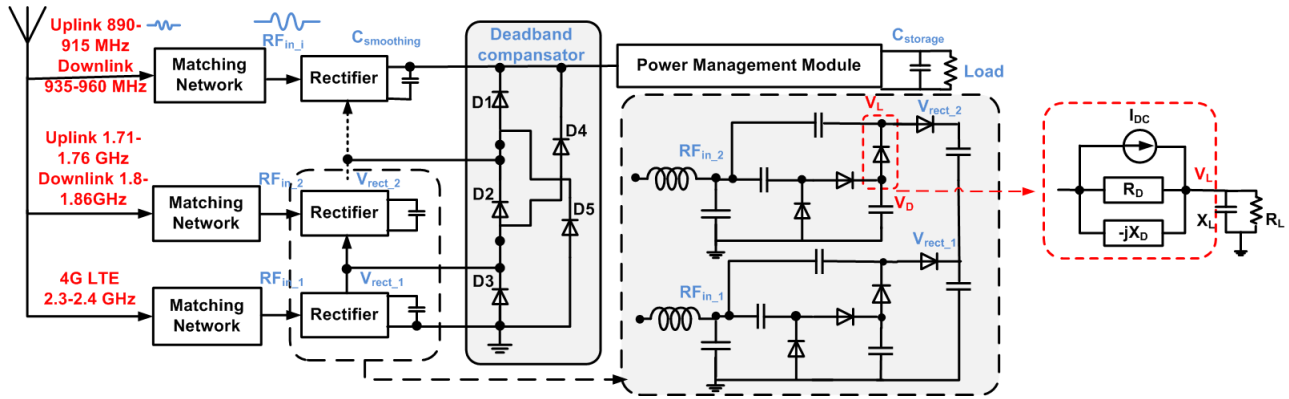 Uplink 890-
915 MHz
Downlink
935-960 MHz
Matching
Network
RFin_i
Rectifier
Csmoothing
Deadband
compansator
Power Management Module
Cstorage
Load
D1
D4
D2
D5
D3
Uplink 1.71-
1.76 GHz
Downlink 1.8-
1.86GHz
Matching
Network
RFin_2
Vrect_2
Rectifier
4G LTE
2.3-2.4 GHz
Matching
Network
RFin_1
Vrect_1
Rectifier
VL
Vrect_2
RFin_2
VD
Vrect_1
RFin_1
IDC
RD
-jXD
VL
XL
RL